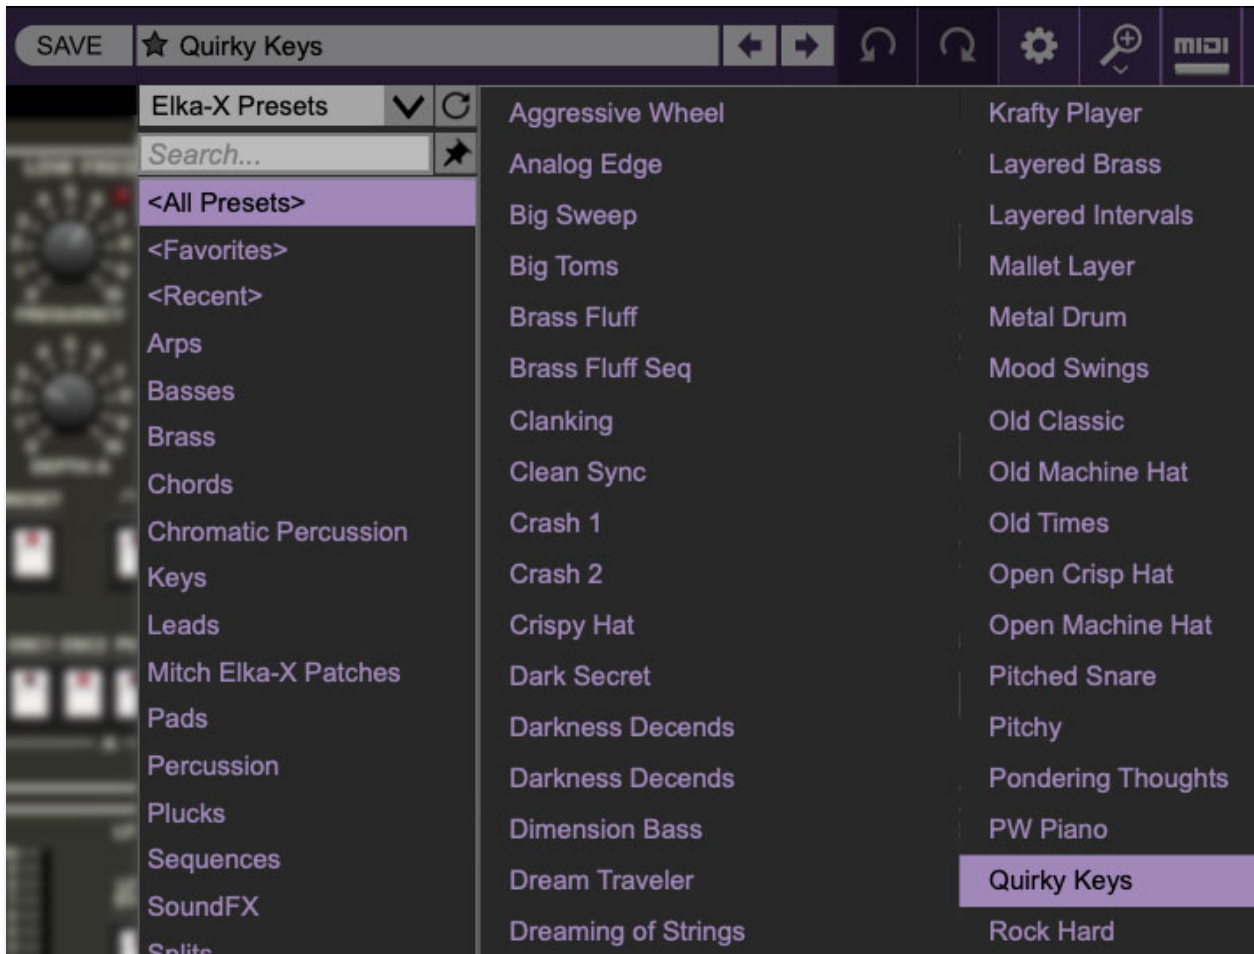 SAVE
Quirky Keys
MIDI
Elka-X Presets
Search...
<All Presets>
<Favorites>
<Recent>
Arps
Basses
Brass
Chords
Chromatic Percussion
Keys
Leads
Mitch Elka-X Patches
Pads
Percussion
Plucks
Sequences
SoundFX
Splits
Aggressive Wheel
Analog Edge
Big Sweep
Big Toms
Brass Fluff
Brass Fluff Seq
Clanking
Clean Sync
Crash 1
Crash 2
Crispy Hat
Dark Secret
Darkness Decends
Darkness Decends
Dimension Bass
Dream Traveler
Dreaming of Strings
Krafty Player
Layered Brass
Layered Intervals
Mallet Layer
Metal Drum
Mood Swings
Old Classic
Old Machine Hat
Old Times
Open Crisp Hat
Open Machine Hat
Pitched Snare
Pitchy
Pondering Thoughts
PW Piano
Quirky Keys
Rock Hard
FREQUENCY
DEPTH A